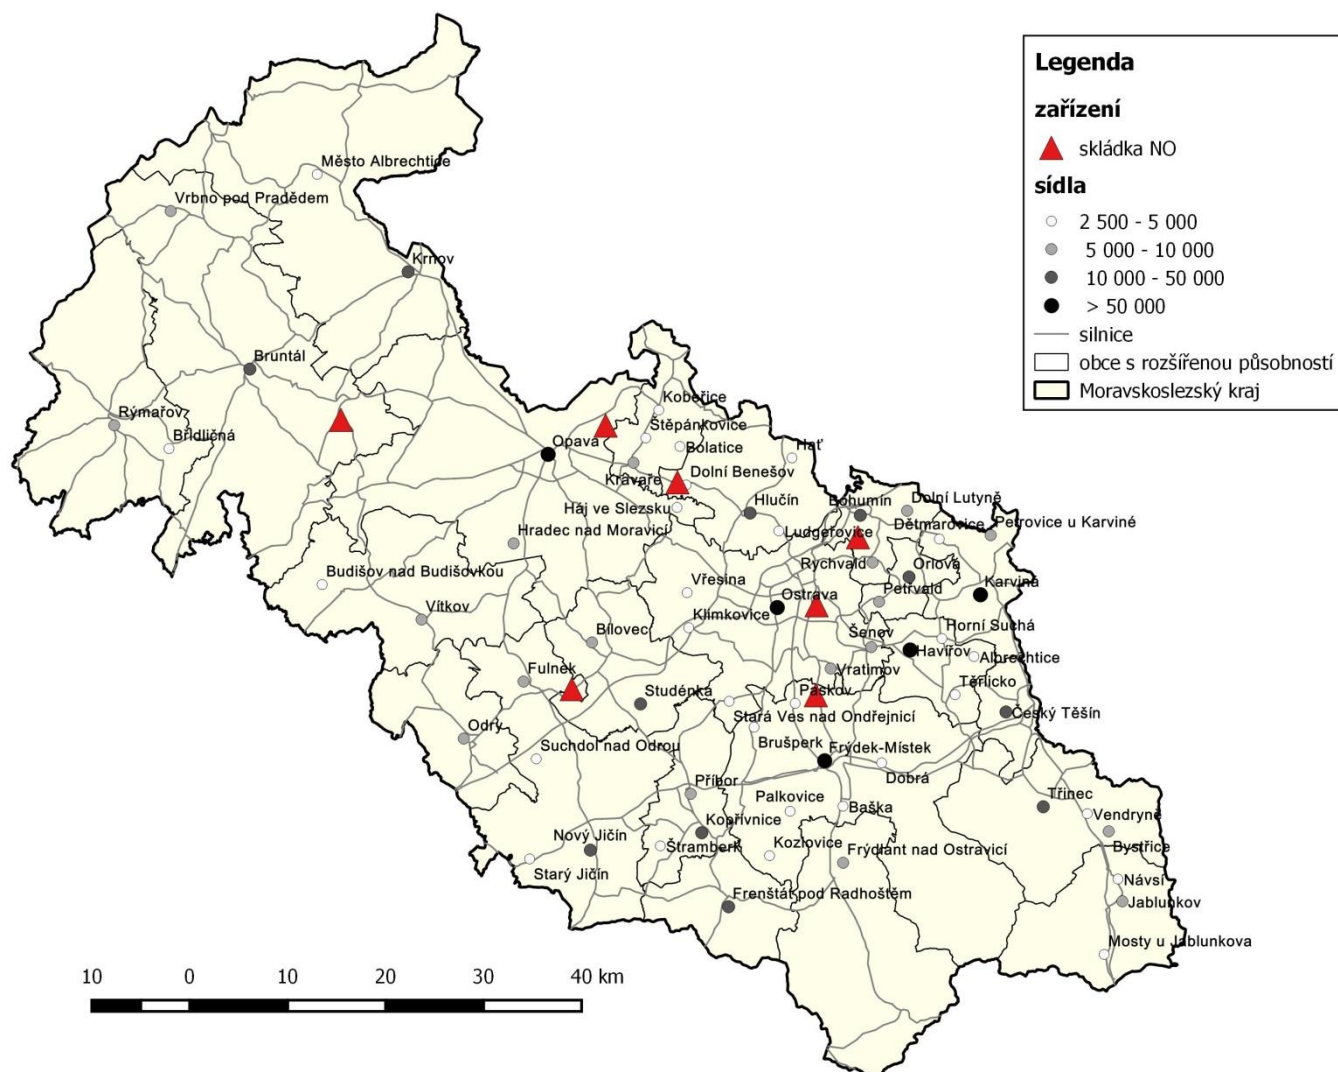 Legenda
zařízení
skládka NO
sídla
2 500 - 5 000
5 000 - 10 000
10 000 - 50 000
> 50 000
silnice
obce s rozšířenou působností
Moravskoslezský kraj
Město Albrechtice
Vrbno pod Pradědem
Krnov
Bruntál
Rýmařov
Břidličná
Kobeřice
Štěpánkovice
Opava
Bolatice
Hať
Kravaře
Dolní Benešov
Háj ve Slezsku
Hlučín
Bohumín
Dolní Lutyně
Hradec nad Moravicí
Ludgeřovice
Dětmarovice
Petrovice u Karviné
Rychvald
Orlová
Budišov nad Budišovkou
Vřesina
Ostrava
Petřvald
Karviná
Vítkov
Klimkovice
Bílovec
Šenov
Horní Suchá
Havířov
Albrechtice
Fulnek
Vratimov
Těrlicko
Studénka
Paskov
Stará Ves nad Ondřejnicí
Český Těšín
Odry
Brušperk
Suchdol nad Odrou
Frýdek-Místek
Dobrá
Příbor
Palkovice
Baška
Třinec
Vendryně
Kopřivnice
Nový Jičín
Štramberk
Kozlovice
Frýdlant nad Ostravicí
Bystřice
Starý Jičín
Návsí
Frenštát pod Radhoštěm
Jablunkov
Mosty u Jablunkova
10 0 10 20 30 40 km